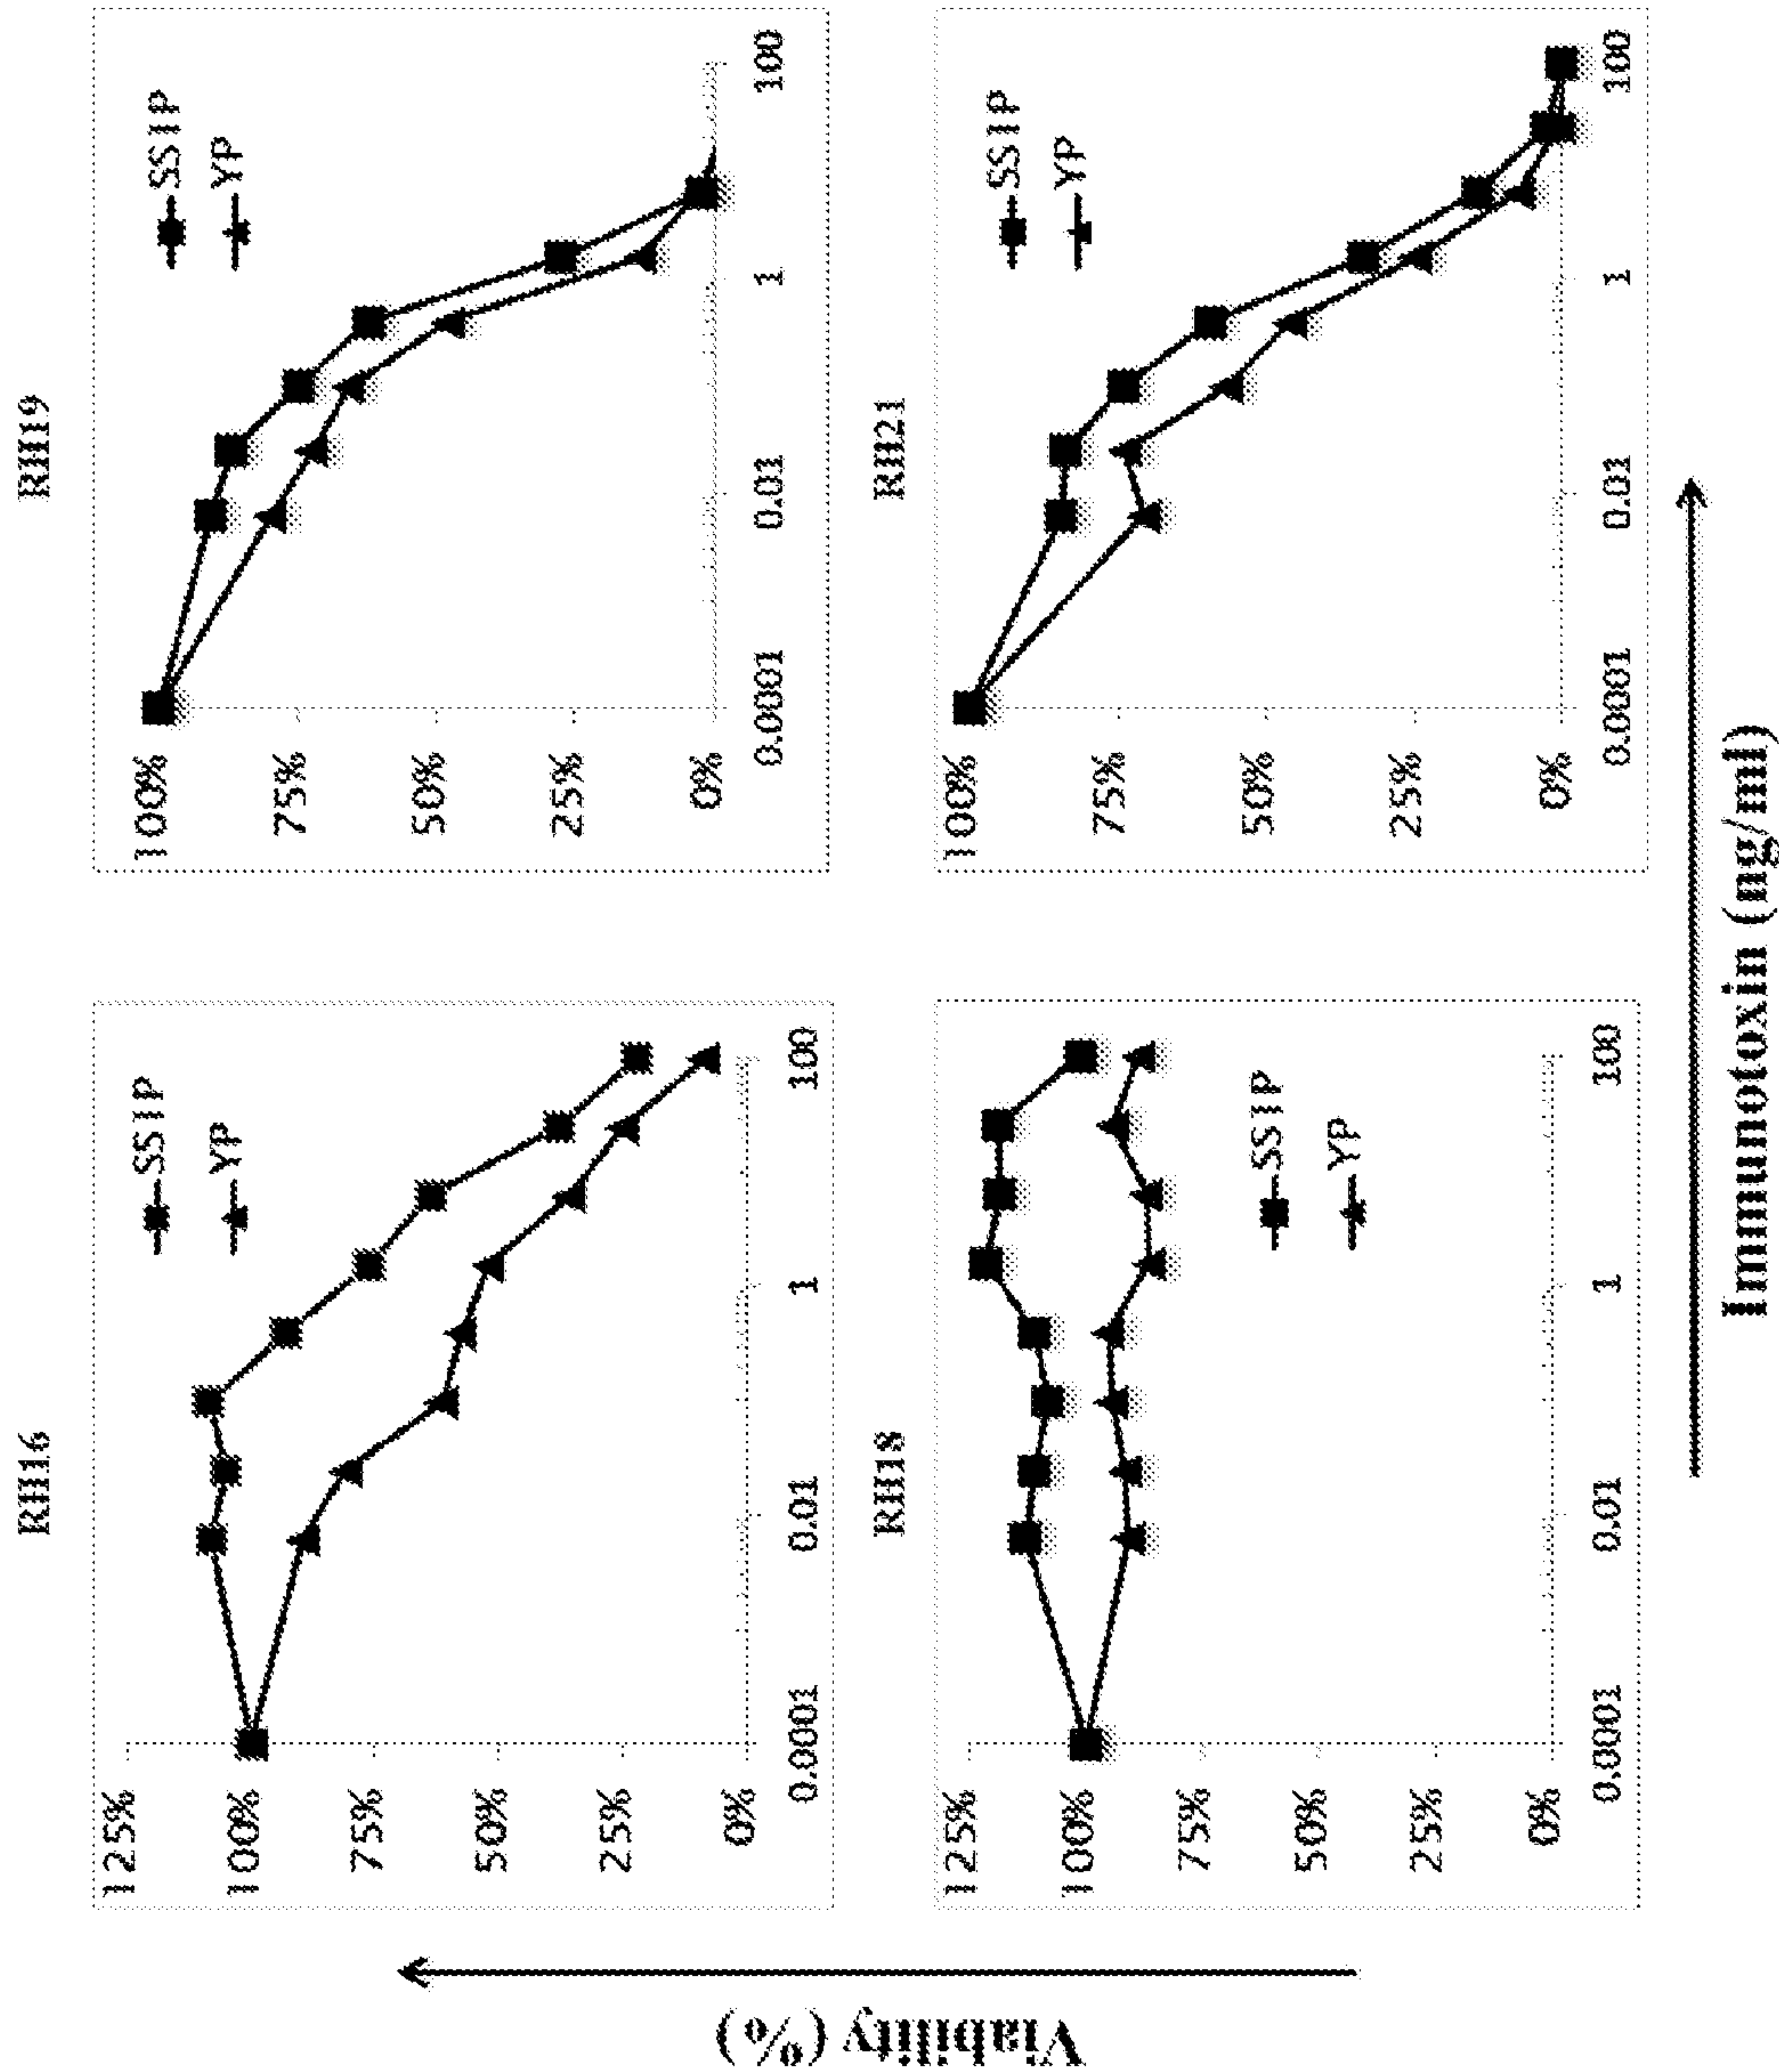 RH16
125%
100%
75%
50%
25%
0%
0.0001
0.01
1
100
SS1P
YP
RH19
100%
75%
50%
25%
0%
0.0001
0.01
1
100
SS1P
YP
RH18
125%
100%
75%
50%
25%
0%
0.0001
0.01
1
100
SS1P
YP
RH21
100%
75%
50%
25%
0%
0.0001
0.01
1
100
SS1P
YP
Viability (%)
Immunotoxin (ng/ml)